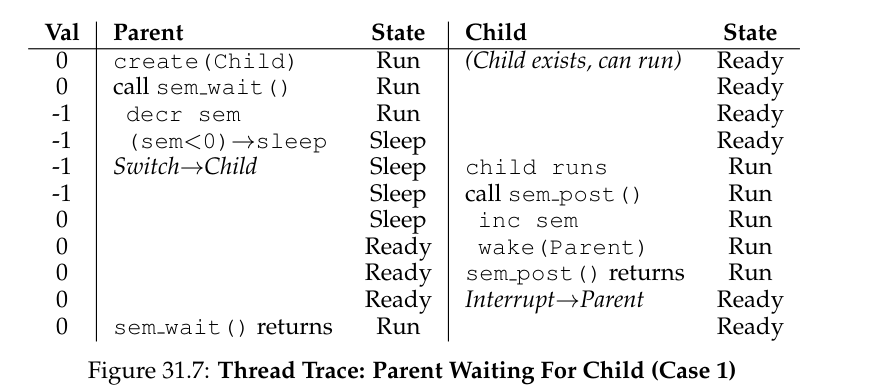 Val Parent State Child State
0 create(Child) Run (Child exists, can run) Ready
0 call sem_wait() Run Ready
-1 decr sem Run Ready
-1 (sem<0)→sleep Sleep Ready
-1 Switch→Child Sleep child runs Run
-1 Sleep call sem_post() Run
0 Sleep inc sem Run
0 Ready wake(Parent) Run
0 Ready sem_post() returns Run
0 Ready Interrupt→Parent Ready
0 sem_wait() returns Run Ready
Figure 31.7: Thread Trace: Parent Waiting For Child (Case 1)